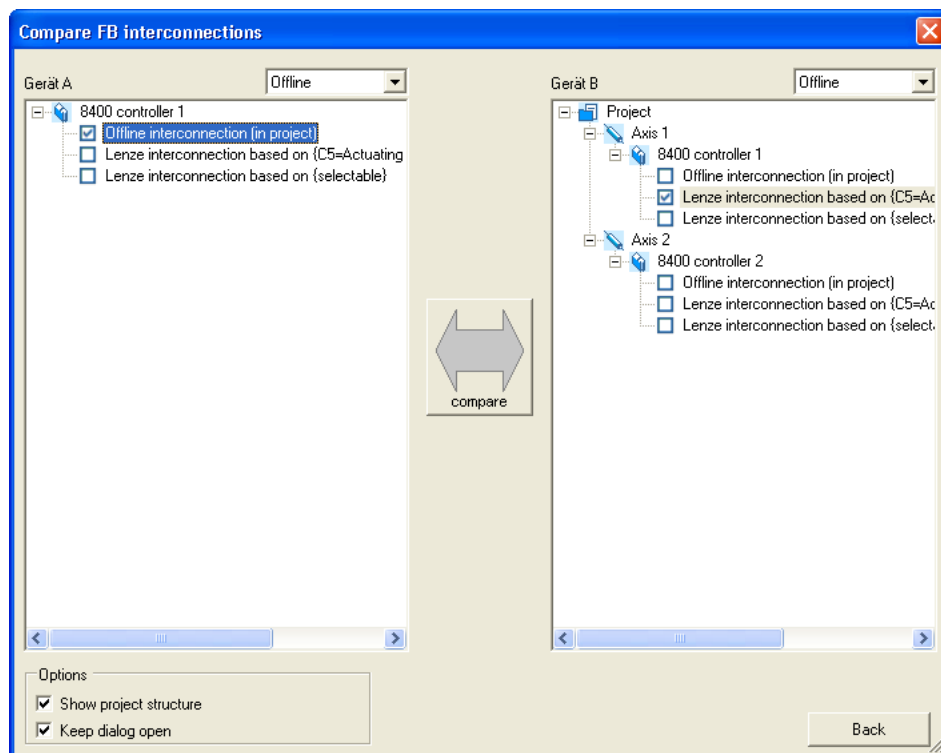 Compare FB interconnections
Gerät A
Offline
8400 controller 1
Offline interconnection (in project)
Lenze interconnection based on {C5=Actuating
Lenze interconnection based on {selectable}
compare
Gerät B
Offline
Project
Axis 1
8400 controller 1
Offline interconnection (in project)
Lenze interconnection based on {C5=Ac
Lenze interconnection based on {select
Axis 2
8400 controller 2
Offline interconnection (in project)
Lenze interconnection based on {C5=Ac
Lenze interconnection based on {select
Options
Show project structure
Keep dialog open
Back